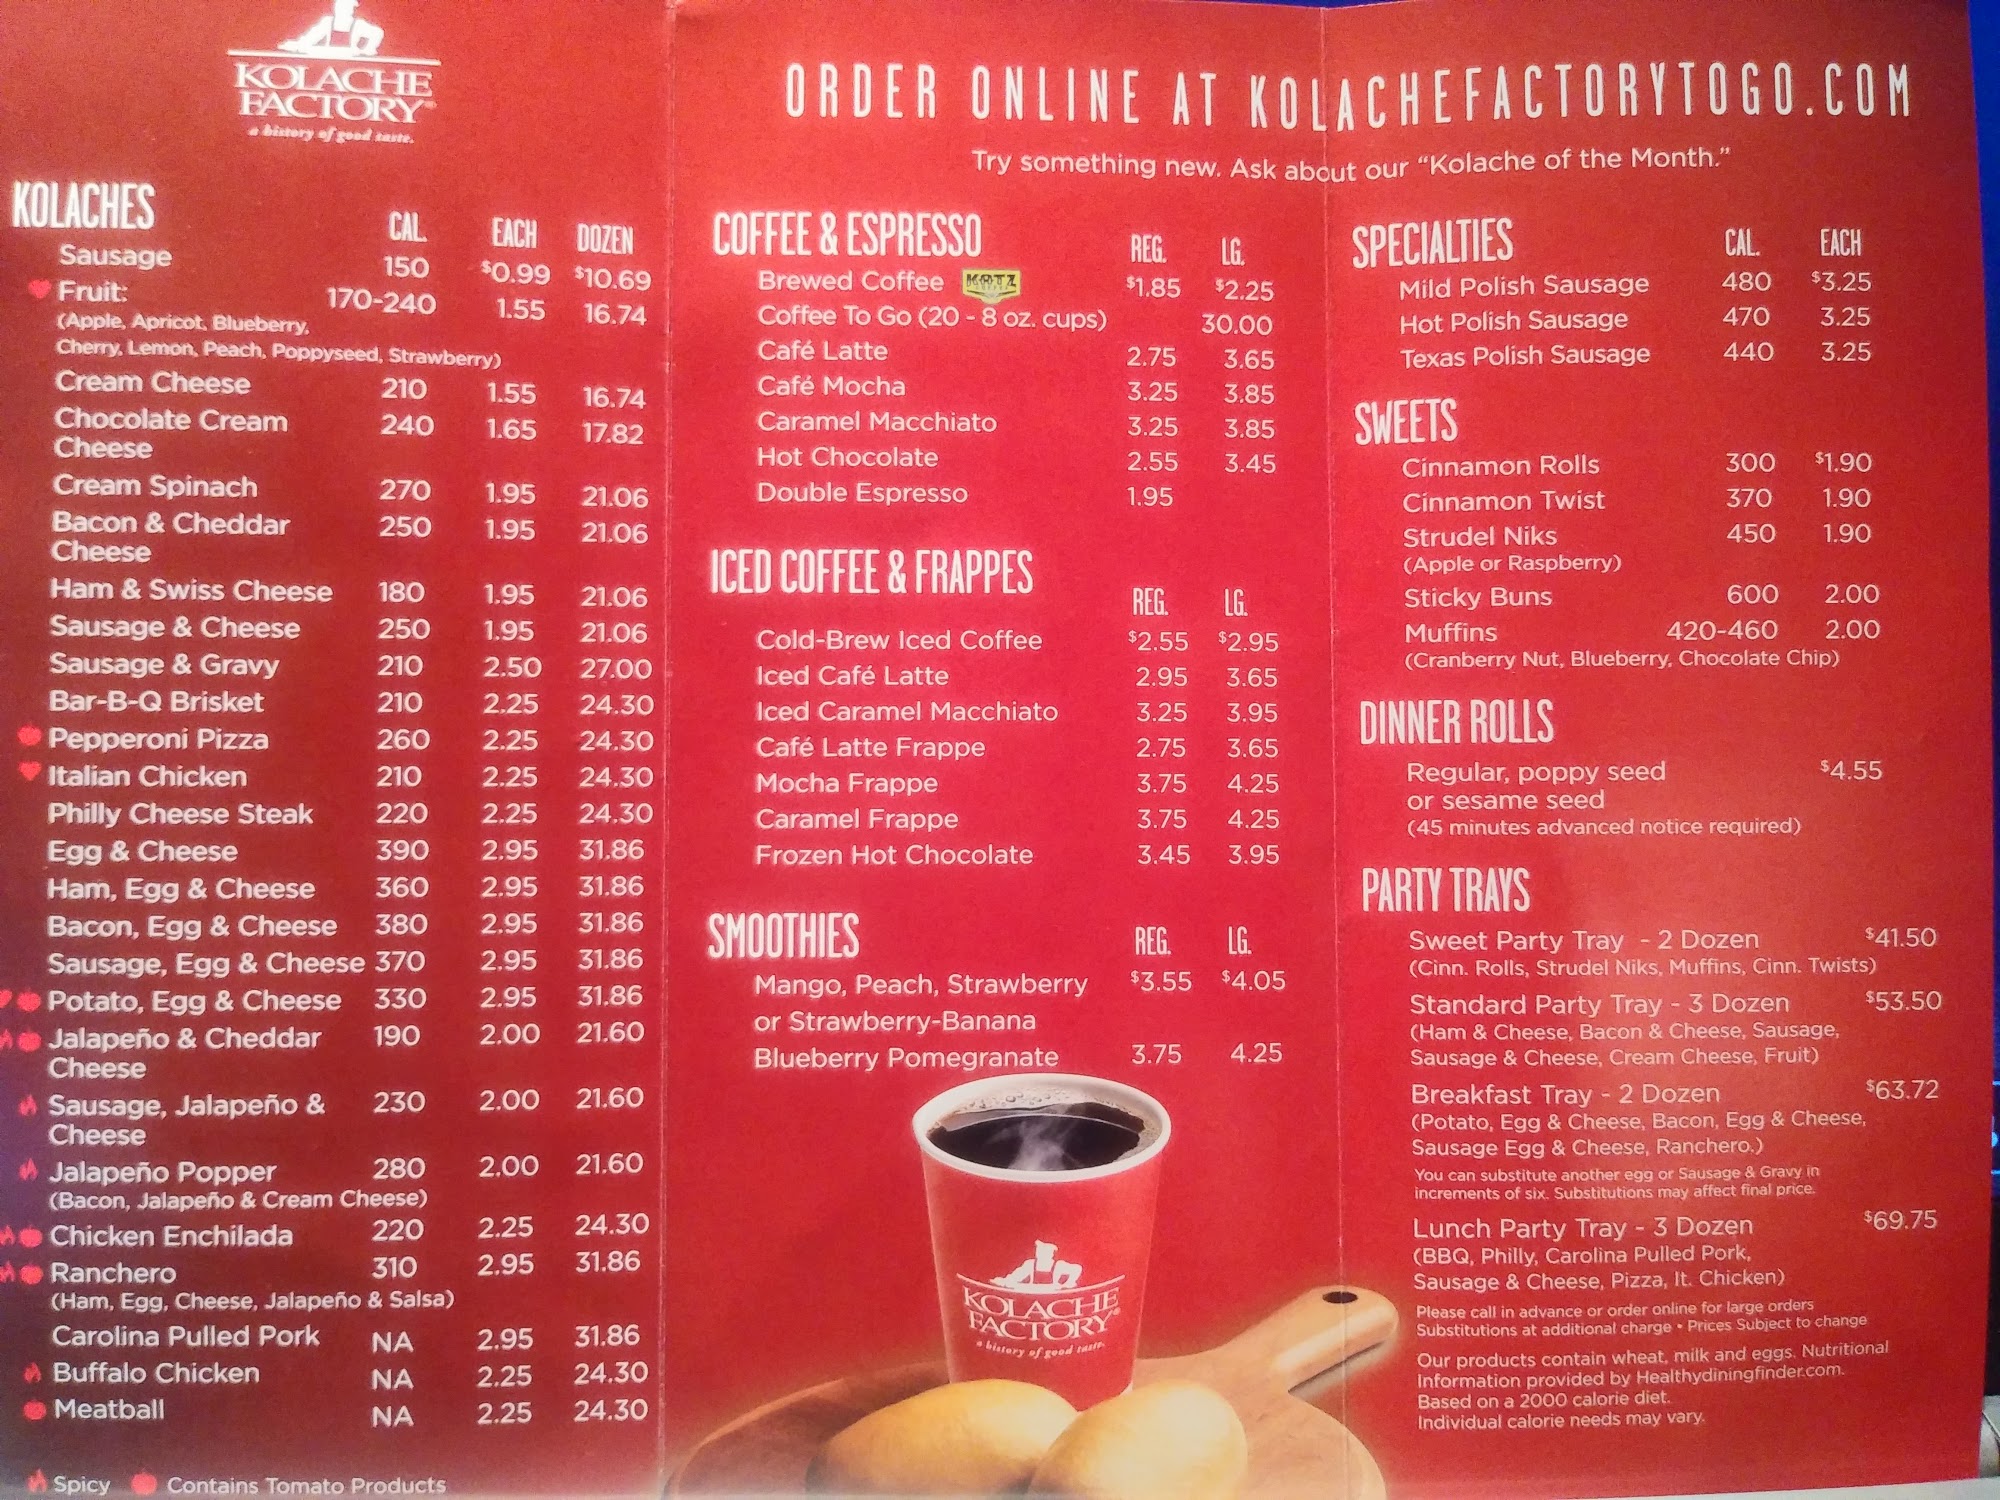 KOLACHE
FACTORY®
a history of good taste.
KOLACHES CAL. EACH DOZEN
Sausage 150 $0.99 $10.69
Fruit: 170-240 1.55 16.74
(Apple, Apricot, Blueberry,
Cherry, Lemon, Peach, Poppyseed, Strawberry)
Cream Cheese 210 1.55 16.74
Chocolate Cream 240 1.65 17.82
Cheese
Cream Spinach 270 1.95 21.06
Bacon & Cheddar 250 1.95 21.06
Cheese
Ham & Swiss Cheese 180 1.95 21.06
Sausage & Cheese 250 1.95 21.06
Sausage & Gravy 210 2.50 27.00
Bar-B-Q Brisket 210 2.25 24.30
Pepperoni Pizza 260 2.25 24.30
Italian Chicken 210 2.25 24.30
Philly Cheese Steak 220 2.25 24.30
Egg & Cheese 390 2.95 31.86
Ham, Egg & Cheese 360 2.95 31.86
Bacon, Egg & Cheese 380 2.95 31.86
Sausage, Egg & Cheese 370 2.95 31.86
Potato, Egg & Cheese 330 2.95 31.86
Jalapeño & Cheddar 190 2.00 21.60
Cheese
Sausage, Jalapeño & 230 2.00 21.60
Cheese
Jalapeño Popper 280 2.00 21.60
(Bacon, Jalapeño & Cream Cheese)
Chicken Enchilada 220 2.25 24.30
Ranchero 310 2.95 31.86
(Ham, Egg, Cheese, Jalapeño & Salsa)
Carolina Pulled Pork NA 2.95 31.86
Buffalo Chicken NA 2.25 24.30
Meatball NA 2.25 24.30
Spicy Contains Tomato Products
ORDER ONLINE AT KOLACHEFACTORYTOGO.COM
Try something new. Ask about our “Kolache of the Month.”
COFFEE & ESPRESSO REG. LG.
Brewed Coffee KATZ COFFEE $1.85 $2.25
Coffee To Go (20 - 8 oz. cups) 30.00
Café Latte 2.75 3.65
Café Mocha 3.25 3.85
Caramel Macchiato 3.25 3.85
Hot Chocolate 2.55 3.45
Double Espresso 1.95
ICED COFFEE & FRAPPES REG. LG.
Cold-Brew Iced Coffee $2.55 $2.95
Iced Café Latte 2.95 3.65
Iced Caramel Macchiato 3.25 3.95
Café Latte Frappe 2.75 3.65
Mocha Frappe 3.75 4.25
Caramel Frappe 3.75 4.25
Frozen Hot Chocolate 3.45 3.95
SMOOTHIES REG. LG.
Mango, Peach, Strawberry $3.55 $4.05
or Strawberry-Banana
Blueberry Pomegranate 3.75 4.25
KOLACHE
FACTORY®
a history of good taste.
SPECIALTIES CAL. EACH
Mild Polish Sausage 480 $3.25
Hot Polish Sausage 470 3.25
Texas Polish Sausage 440 3.25
SWEETS
Cinnamon Rolls 300 $1.90
Cinnamon Twist 370 1.90
Strudel Niks 450 1.90
(Apple or Raspberry)
Sticky Buns 600 2.00
Muffins 420-460 2.00
(Cranberry Nut, Blueberry, Chocolate Chip)
DINNER ROLLS
Regular, poppy seed $4.55
or sesame seed
(45 minutes advanced notice required)
PARTY TRAYS
Sweet Party Tray - 2 Dozen $41.50
(Cinn. Rolls, Strudel Niks, Muffins, Cinn. Twists)
Standard Party Tray - 3 Dozen $53.50
(Ham & Cheese, Bacon & Cheese, Sausage,
Sausage & Cheese, Cream Cheese, Fruit)
Breakfast Tray - 2 Dozen $63.72
(Potato, Egg & Cheese, Bacon, Egg & Cheese,
Sausage Egg & Cheese, Ranchero.)
You can substitute another egg or Sausage & Gravy in
increments of six. Substitutions may affect final price.
Lunch Party Tray - 3 Dozen $69.75
(BBQ, Philly, Carolina Pulled Pork,
Sausage & Cheese, Pizza, It. Chicken)
Please call in advance or order online for large orders
Substitutions at additional charge • Prices Subject to change
Our products contain wheat, milk and eggs. Nutritional
Information provided by Healthydiningfinder.com.
Based on a 2000 calorie diet.
Individual calorie needs may vary.